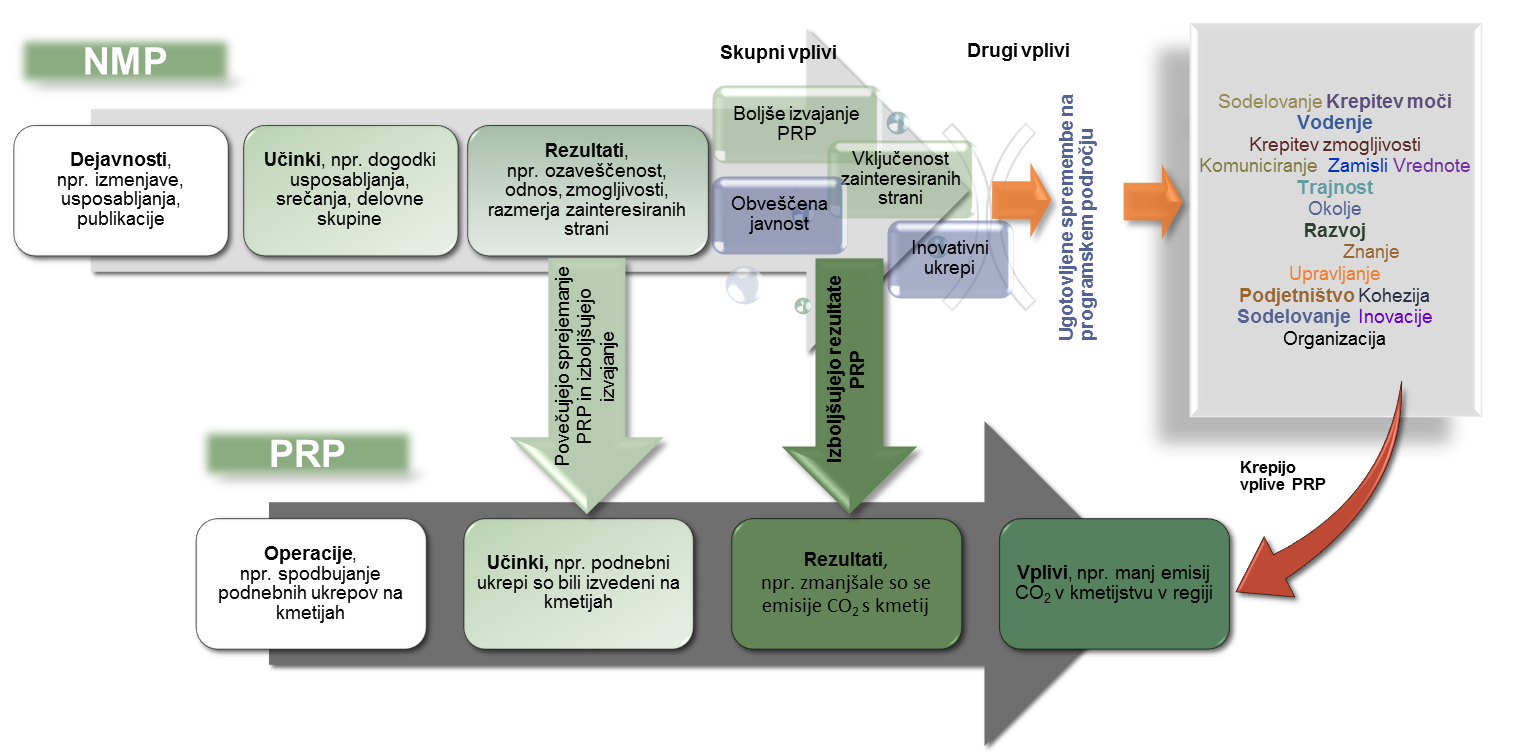 NMP
Skupni vplivi
Drugi vplivi
Dejavnosti,
npr. izmenjave,
usposabljanja,
publikacije
Učinki, npr. dogodki
usposabljanja,
srečanja, delovne
skupine
Rezultati,
npr. ozaveščenost,
odnos, zmogljivosti,
razmerja zainteresiranih
strani
Boljše izvajanje
PRP
Vključenost
zainteresiranih
strani
Obveščena
javnost
Inovativni
ukrepi
Ugotovljene spremembe na
programskem področju
Sodelovanje Krepitev moči
Vodenje
Krepitev zmogljivosti
Komuniciranje Zamisli Vrednote
Trajnost
Okolje
Razvoj
Znanje
Upravljanje
Podjetništvo Kohezija
Sodelovanje Inovacije
Organizacija
Povečujejo sprejemanje
PRP in izboljšujejo
izvajanje
Izboljšujejo rezultate
PRP
Krepijo
vplive PRP
PRP
Operacije,
npr. spodbujanje
podnebnih ukrepov na
kmetijah
Učinki, npr. podnebni
ukrepi so bili izvedeni na
kmetijah
Rezultati,
npr. zmanjšale so se
emisije CO₂ s kmetij
Vplivi, npr. manj emisij
CO₂ v kmetijstvu v regiji